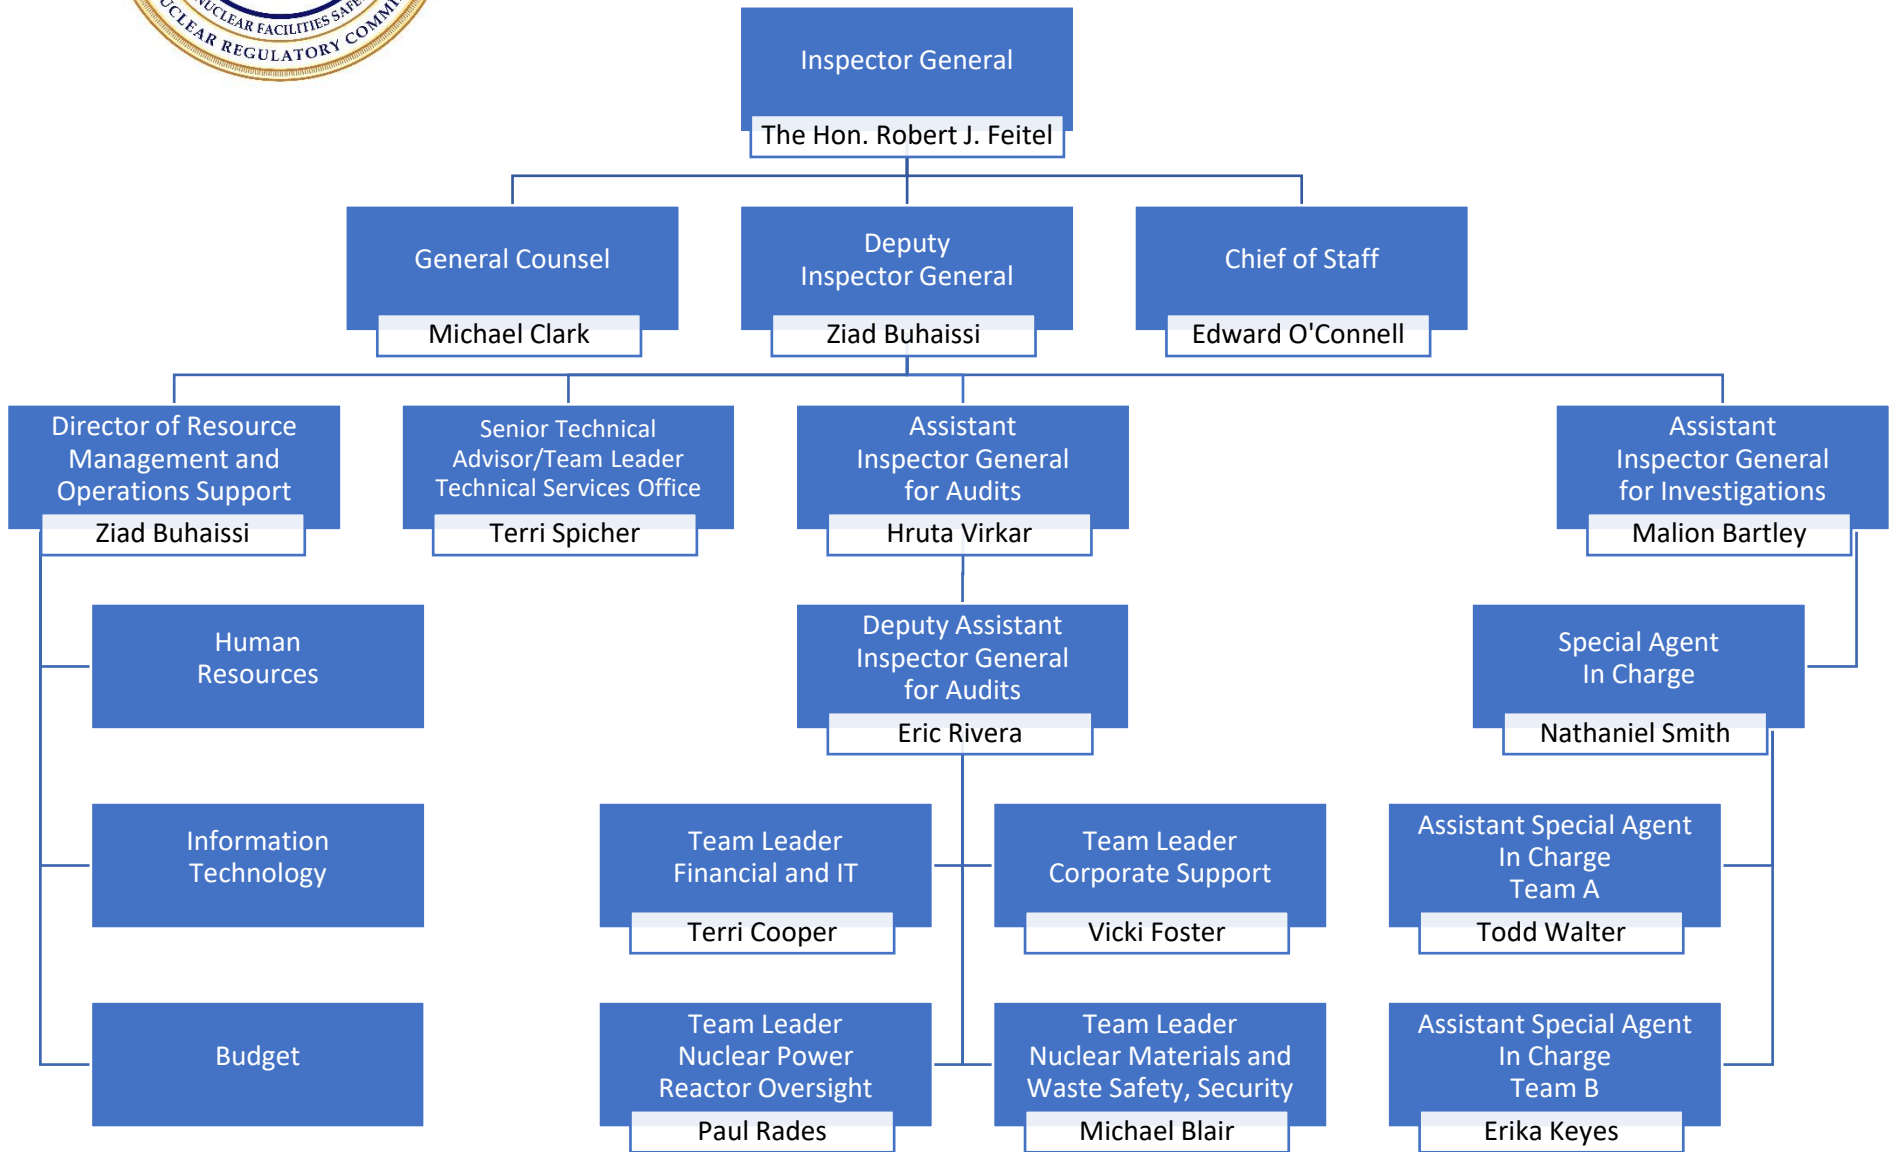 NUCLEAR FACILITIES
NUCLEAR REGULATORY
Inspector General
The Hon. Robert J. Feitel
General Counsel
Michael Clark
Deputy
Inspector General
Ziad Buhaissi
Chief of Staff
Edward O'Connell
Director of Resource
Management and
Operations Support
Ziad Buhaissi
Senior Technical
Advisor/Team Leader
Technical Services Office
Terri Spicher
Assistant
Inspector General
for Audits
Hruta Virkar
Assistant
Inspector General
for Investigations
Malion Bartley
Human
Resources
Deputy Assistant
Inspector General
for Audits
Eric Rivera
Special Agent
In Charge
Nathaniel Smith
Information
Technology
Team Leader
Financial and IT
Terri Cooper
Team Leader
Corporate Support
Vicki Foster
Assistant Special Agent
In Charge
Team A
Todd Walter
Budget
Team Leader
Nuclear Power
Reactor Oversight
Paul Rades
Team Leader
Nuclear Materials and
Waste Safety, Security
Michael Blair
Assistant Special Agent
In Charge
Team B
Erika Keyes